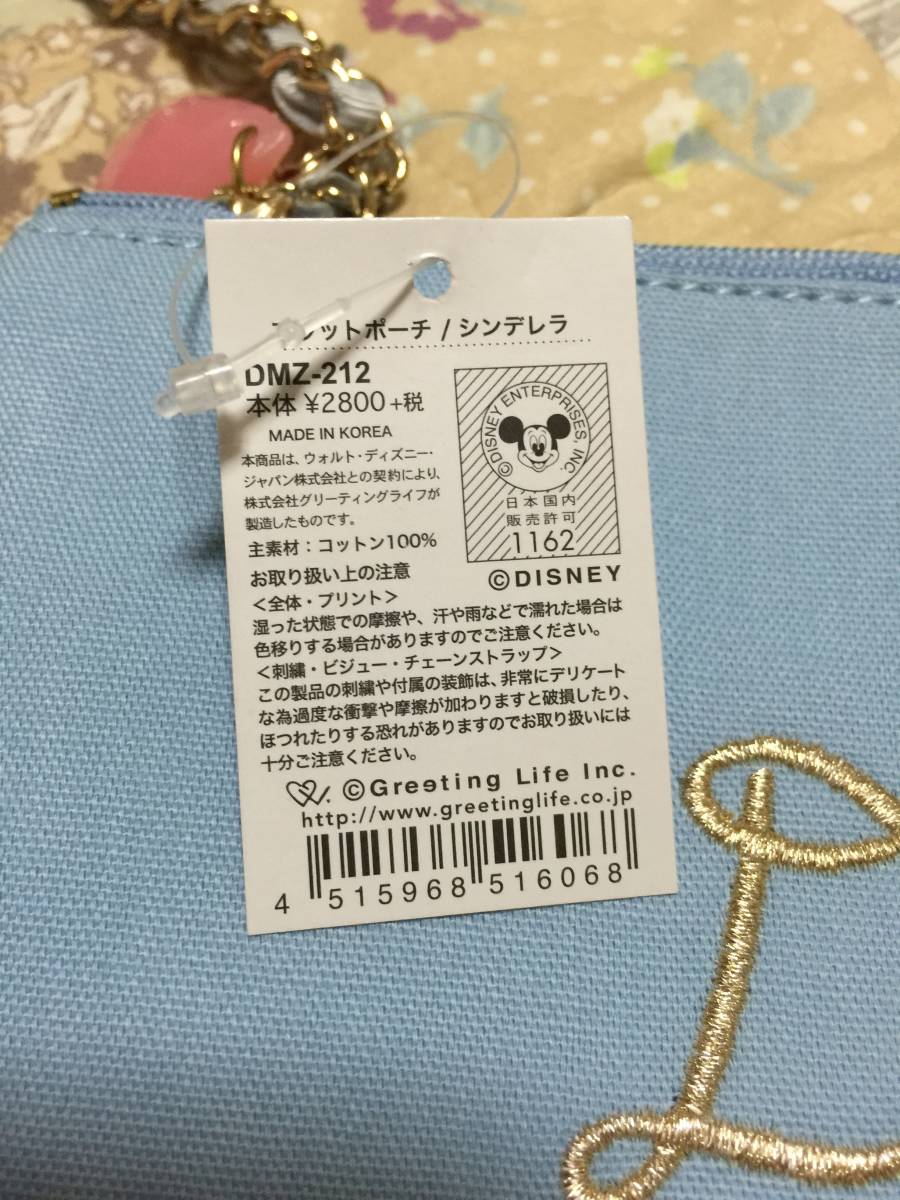 フラットポーチ / シンデレラ
DMZ-212
本体 ¥2800+税
MADE IN KOREA
本商品は、ウォルト・ディズニー・
ジャパン株式会社との契約により、
株式会社グリーティングライフが
製造したものです。
主素材：コットン100%
©DISNEY ENTERPRISES, INC.
日本国内
販売許可
1162
©DISNEY
お取り扱い上の注意
＜全体・プリント＞
湿った状態での摩擦や、汗や雨などで濡れた場合は
色移りする場合がありますのでご注意ください。
＜刺繍・ビジュー・チェーンストラップ＞
この製品の刺繍や付属の装飾は、非常にデリケート
な為過度な衝撃や摩擦が加わりますと破損したり、
ほつれたりする恐れがありますのでお取り扱いには
十分ご注意ください。
©Greeting Life Inc.
http://www.greetinglife.co.jp
4 515968 516068